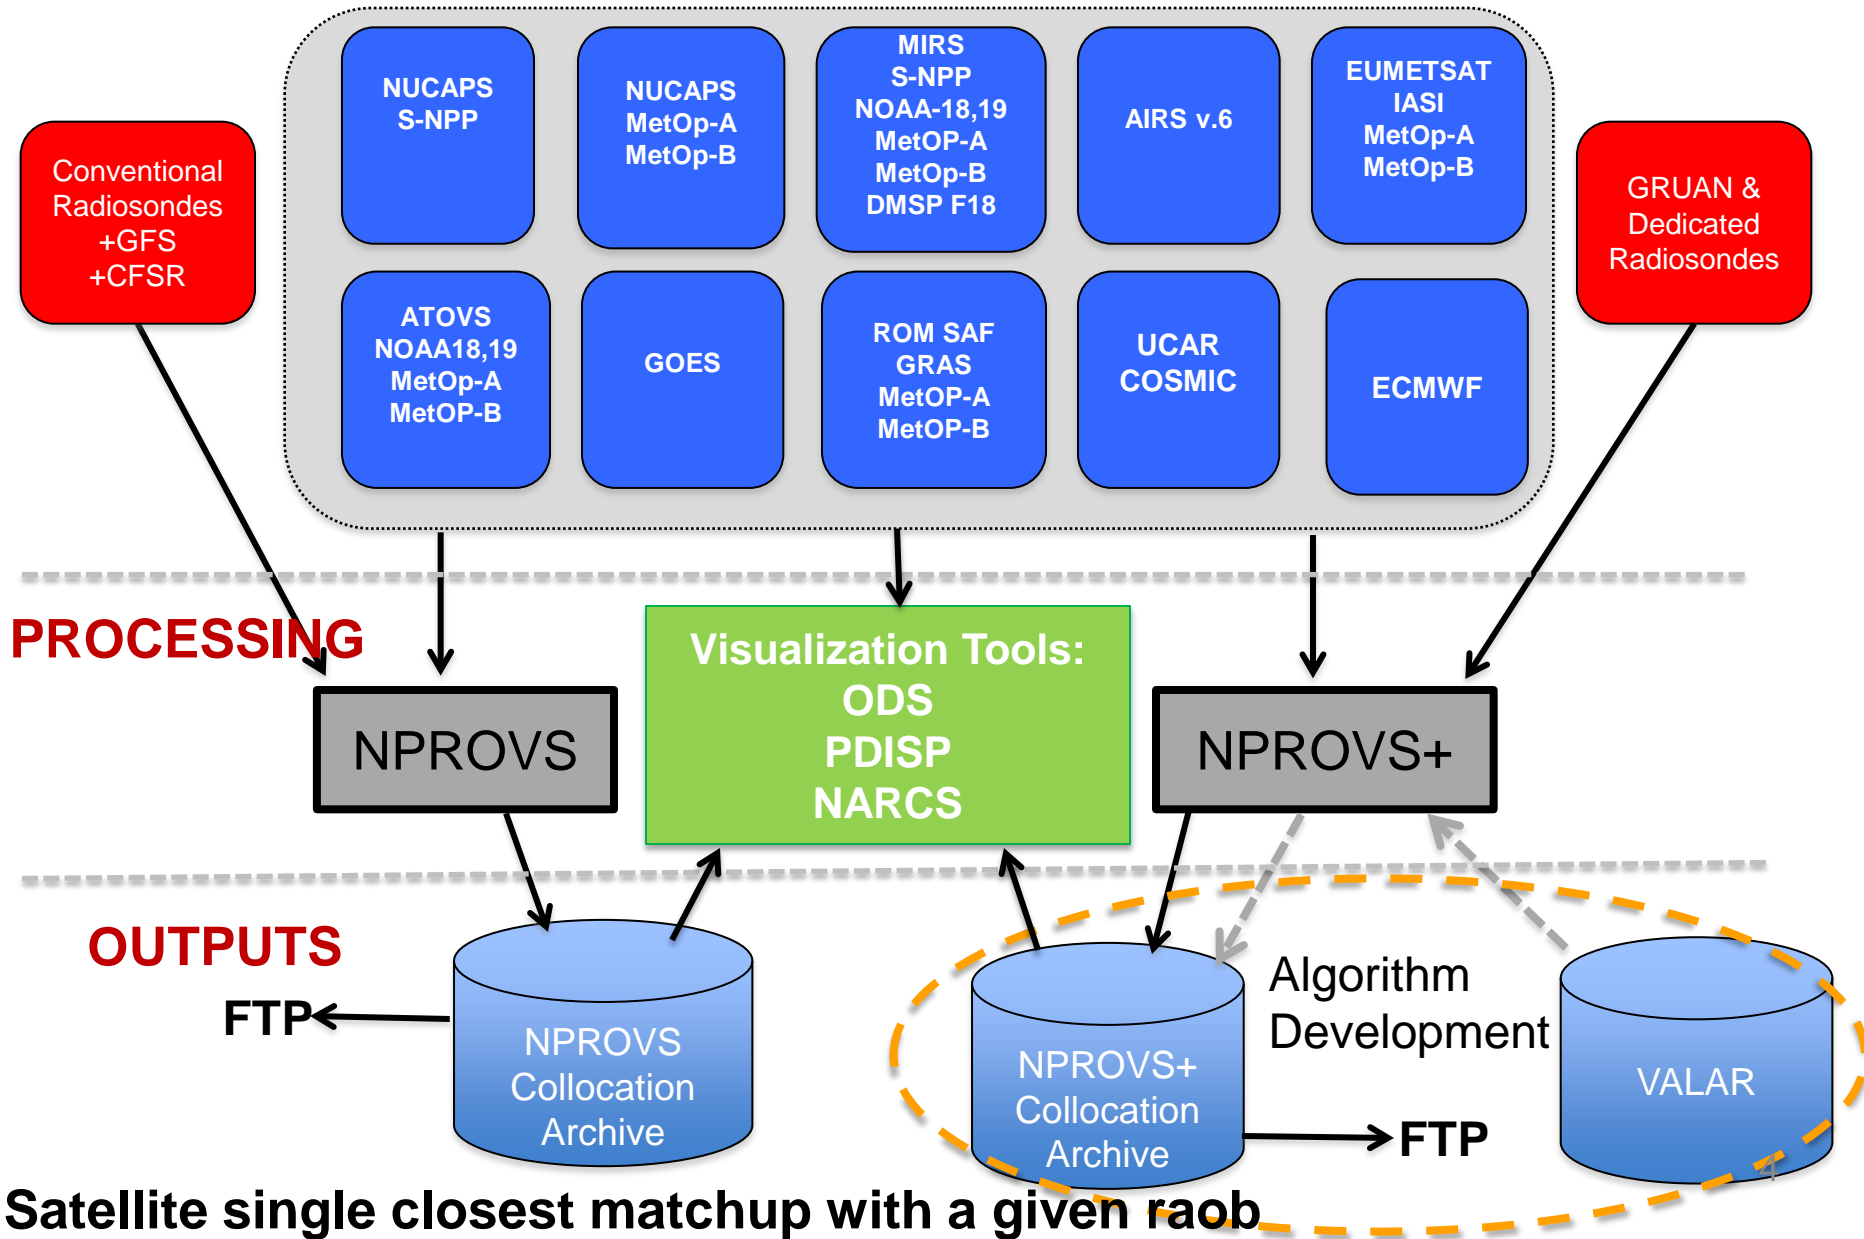 NUCAPS
S-NPP
NUCAPS
MetOp-A
MetOp-B
MIRS
S-NPP
NOAA-18,19
MetOP-A
MetOp-B
DMSP F18
AIRS v.6
EUMETSAT
IASI
MetOp-A
MetOp-B
Conventional
Radiosondes
+GFS
+CFSR
GRUAN &
Dedicated
Radiosondes
ATOVS
NOAA18,19
MetOp-A
MetOP-B
GOES
ROM SAF
GRAS
MetOP-A
MetOP-B
UCAR
COSMIC
ECMWF
PROCESSING
NPROVS
Visualization Tools:
ODS
PDISP
NARCS
NPROVS+
OUTPUTS
FTP
NPROVS
Collocation
Archive
NPROVS+
Collocation
Archive
Algorithm
Development
FTP
VALAR
4
Satellite single closest matchup with a given raob